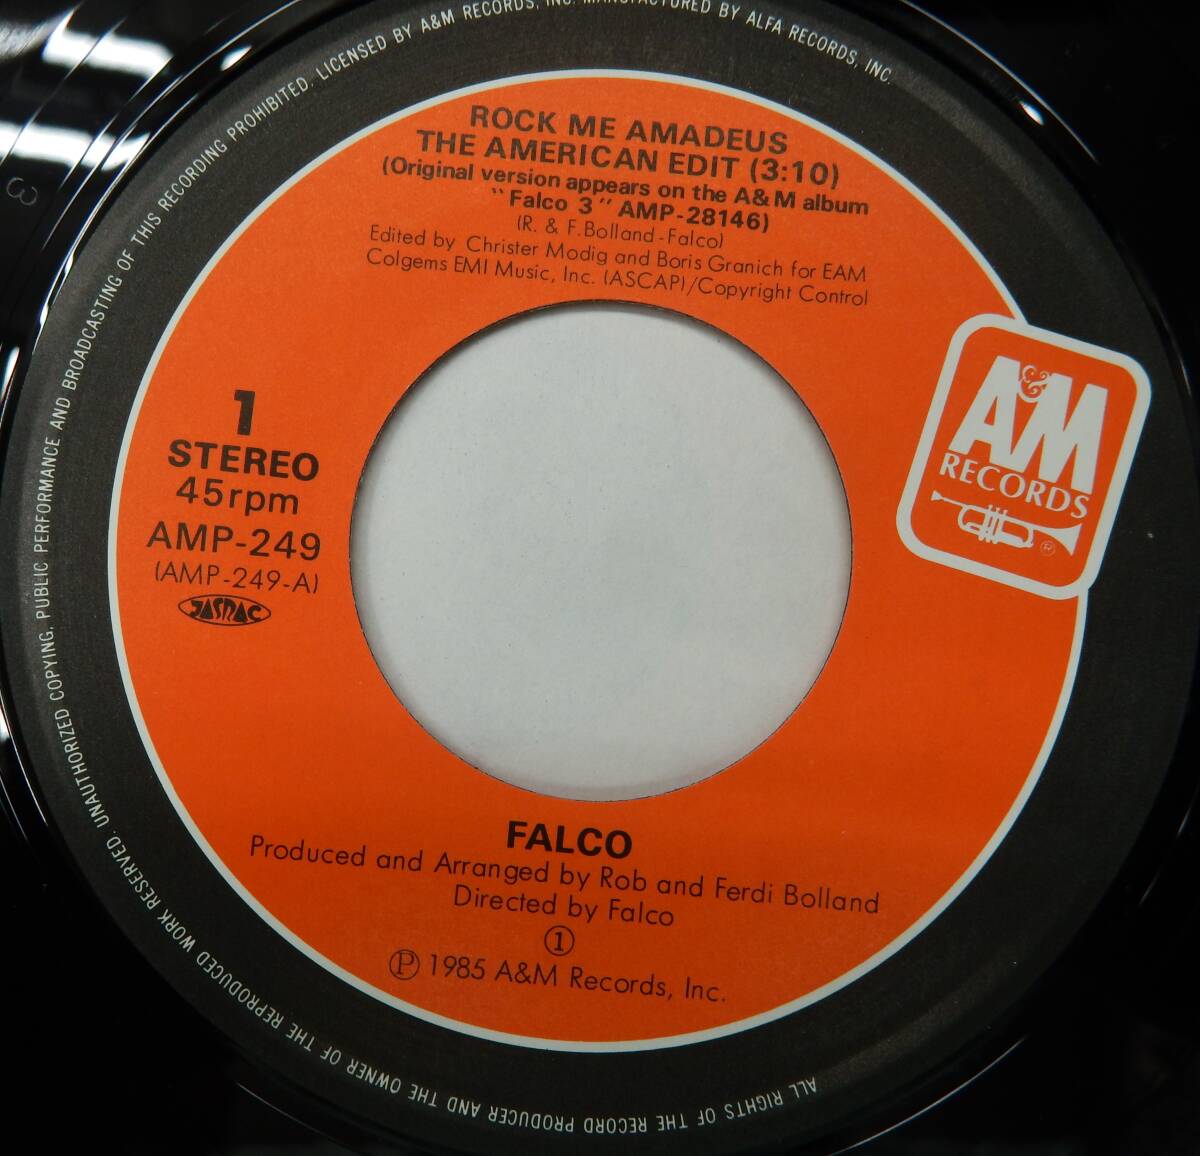 ROCK ME AMADEUS
THE AMERICAN EDIT (3:10)
(Original version appears on the A&M album
"Falco 3" AMP-28146)
(R. & F. Bolland-Falco)
Edited by Christer Modig and Boris Granich for EAM
Colgems EMI Music, Inc. (ASCAP)/Copyright Control
1
STEREO
45rpm
AMP-249
(AMP-249-A)
JASRAC
A&M
RECORDS
®
FALCO
Produced and Arranged by Rob and Ferdi Bolland
Directed by Falco
①
℗ 1985 A&M Records, Inc.
ALL RIGHTS OF THE RECORD PRODUCER AND THE OWNER OF THE REPRODUCED WORK RESERVED. UNAUTHORIZED COPYING, PUBLIC PERFORMANCE AND BROADCASTING OF THIS RECORDING PROHIBITED. LICENSED BY A&M RECORDS, INC. MANUFACTURED BY ALFA RECORDS, INC.